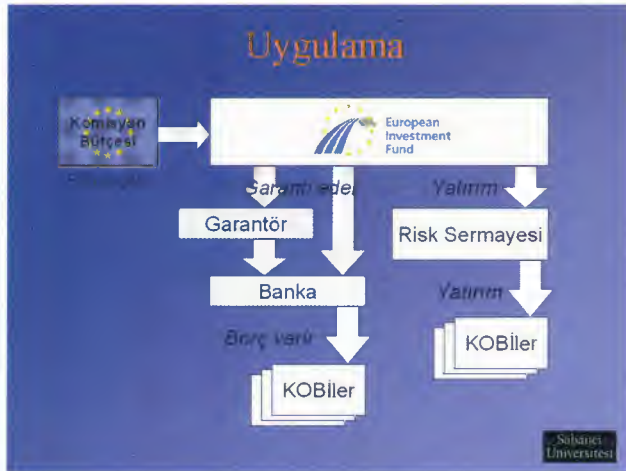 Uygulama
Komisyon
Bütçesi
European
Investment
Fund
Garanti eder
Yatırım
Garantör
Risk Sermayesi
Banka
Yatırım
Borç verir
KOBİler
KOBİler
Sabancı
Üniversitesi